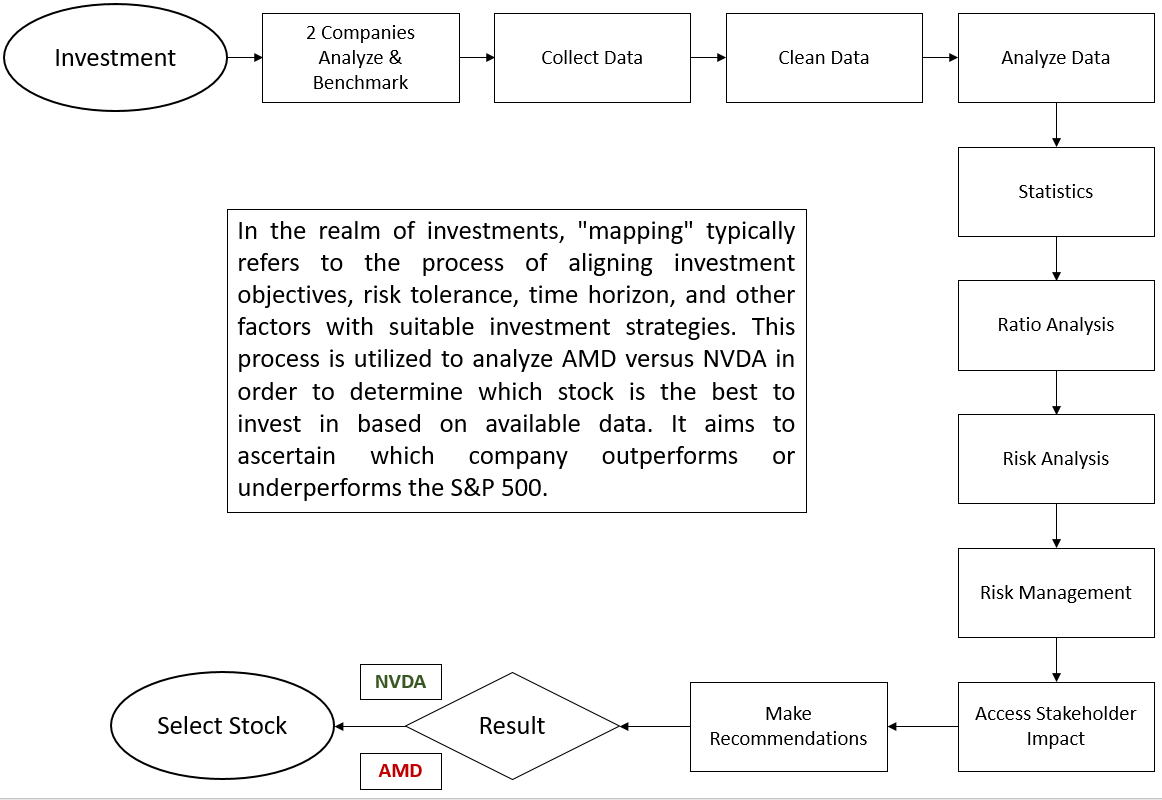 Investment
2 Companies
Analyze &
Benchmark
Collect Data
Clean Data
Analyze Data
Statistics
Ratio Analysis
Risk Analysis
Risk Management
Access Stakeholder
Impact
Make
Recommendations
Result
NVDA
AMD
Select Stock
In the realm of investments, "mapping" typically
refers to the process of aligning investment
objectives, risk tolerance, time horizon, and other
factors with suitable investment strategies. This
process is utilized to analyze AMD versus NVDA in
order to determine which stock is the best to
invest in based on available data. It aims to
ascertain which company outperforms or
underperforms the S&P 500.